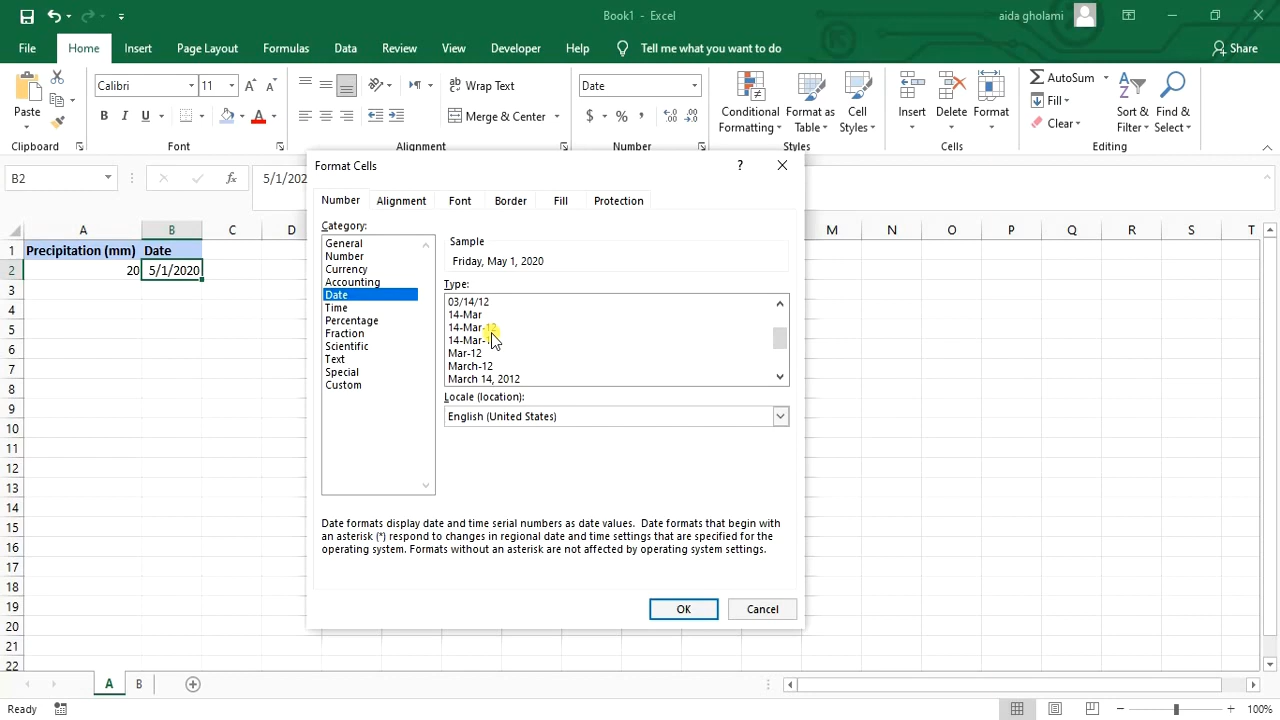 Book1 - Excel
aida gholami
File Home Insert Page Layout Formulas Data Review View Developer Help Tell me what you want to do Share
Paste
Clipboard
Calibri 11
B I U
Font
Wrap Text
Merge & Center
Alignment
Date
$ % ,
Number
Conditional Formatting
Format as Table
Cell Styles
Styles
Insert Delete Format
Cells
AutoSum
Fill
Clear
Sort & Filter
Find & Select
Editing
B2
fx
5/1/202
A B C D M N O P Q R S T
1 Precipitation (mm) Date
2 20 5/1/2020
3
4
5
6
7
8
9
10
11
12
13
14
15
16
17
18
19
20
21
22
Format Cells
?
Number Alignment Font Border Fill Protection
Category:
General
Number
Currency
Accounting
Date
Time
Percentage
Fraction
Scientific
Text
Special
Custom
Sample
Friday, May 1, 2020
Type:
03/14/12
14-Mar
14-Mar-12
14-Mar-1
Mar-12
March-12
March 14, 2012
Locale (location):
English (United States)
Date formats display date and time serial numbers as date values. Date formats that begin with
an asterisk (*) respond to changes in regional date and time settings that are specified for the
operating system. Formats without an asterisk are not affected by operating system settings.
OK Cancel
A B
Ready
100%